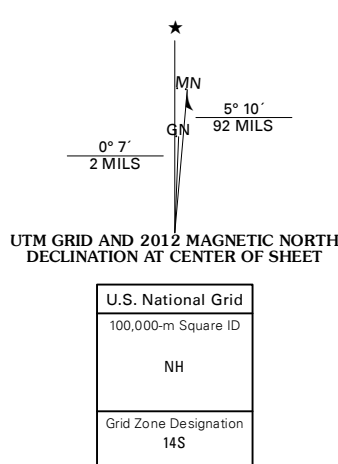 ★
MN
GN
5° 10´
92 MILS
0° 7´
2 MILS
UTM GRID AND 2012 MAGNETIC NORTH
DECLINATION AT CENTER OF SHEET
U.S. National Grid
100,000-m Square ID
NH
Grid Zone Designation
14S